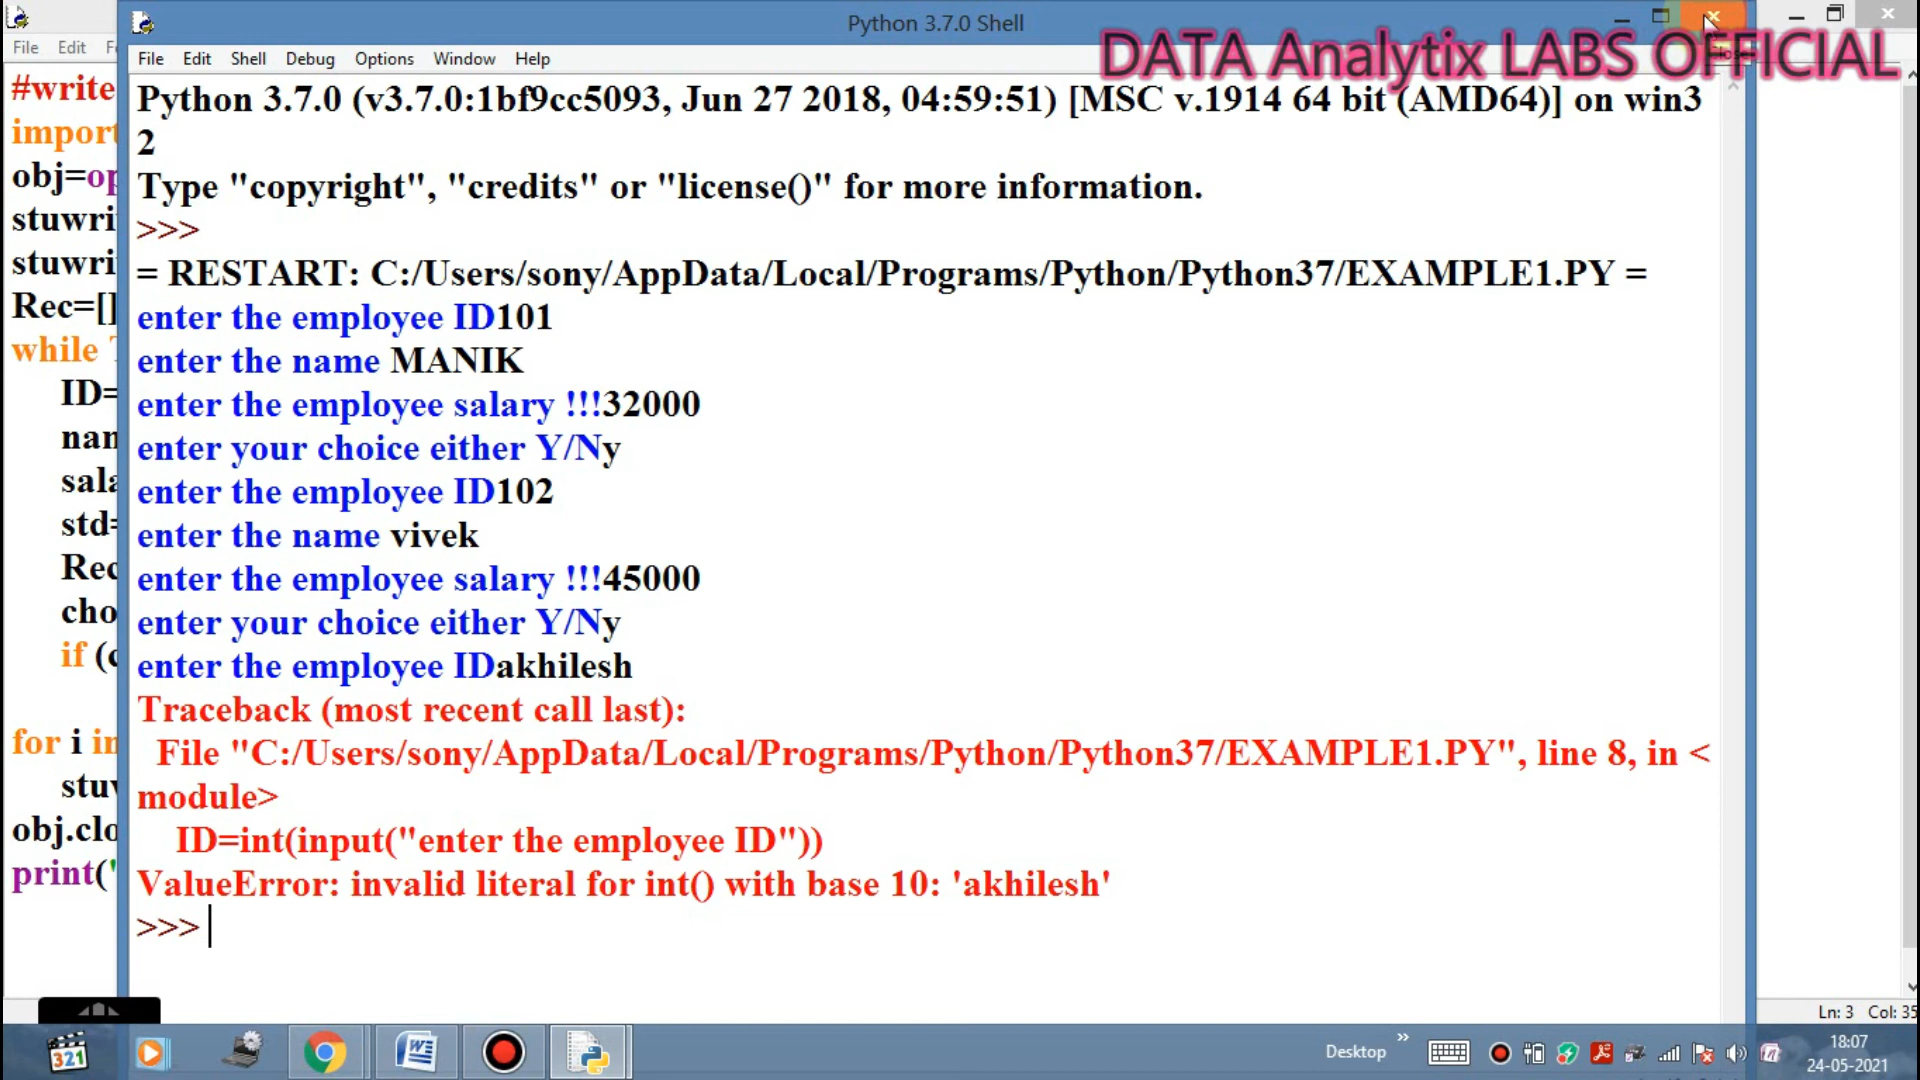 Python 3.7.0 Shell
DATA Analytix LABS OFFICIAL
File Edit
File Edit Shell Debug Options Window Help
#write
import
obj=op
stuwri
stuwri
Rec=[]
while
ID=
nam
sala
std=
Rec
cho
if (c
for i in
stuw
obj.clo
print('
Python 3.7.0 (v3.7.0:1bf9cc5093, Jun 27 2018, 04:59:51) [MSC v.1914 64 bit (AMD64)] on win3
2
Type "copyright", "credits" or "license()" for more information.
>>>
= RESTART: C:/Users/sony/AppData/Local/Programs/Python/Python37/EXAMPLE1.PY =
enter the employee ID101
enter the name MANIK
enter the employee salary !!!32000
enter your choice either Y/Ny
enter the employee ID102
enter the name vivek
enter the employee salary !!!45000
enter your choice either Y/Ny
enter the employee IDakhilesh
Traceback (most recent call last):
File "C:/Users/sony/AppData/Local/Programs/Python/Python37/EXAMPLE1.PY", line 8, in <
module>
ID=int(input("enter the employee ID"))
ValueError: invalid literal for int() with base 10: 'akhilesh'
>>>
Ln: 3 Col: 35
321
Desktop
18:07
24-05-2021